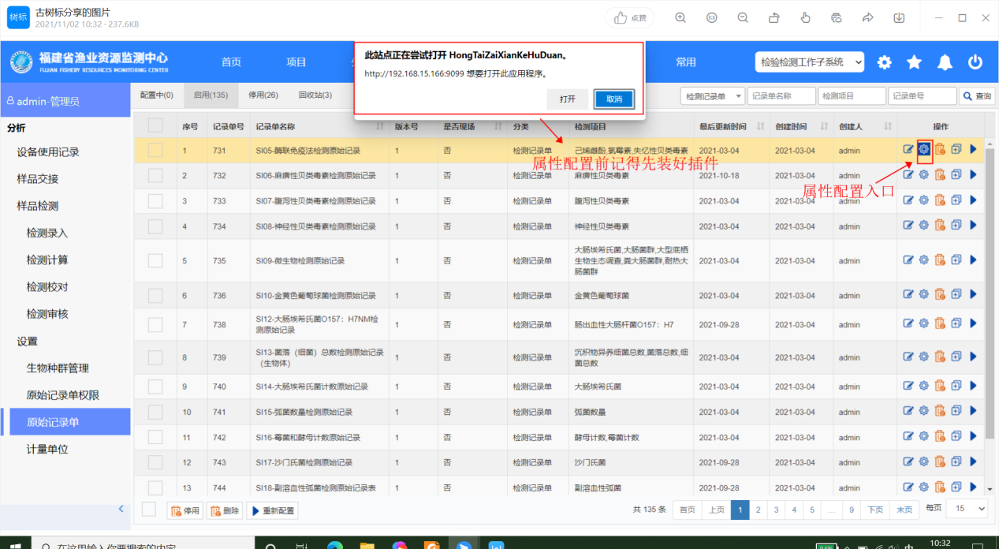 树标
古树标分享的图片
2021/11/02 10:32 · 237.6KB
点赞
福建省渔业资源监测中心
FUJIAN FISHERY RESOURCES MONITORING CENTER
首页
项目
常用
检验检测工作子系统
此站点正在尝试打开 HongTaiZaiXianKeHuDuan。
http://192.168.15.166:9099 想要打开此应用程序。
打开
取消
admin-管理员
配置中(0)
启用(135)
停用(26)
回收站(3)
检测记录单
记录单名称
检测项目
记录单号
查询
分析
设备使用记录
样品交接
样品检测
检测录入
检测计算
检测校对
检测审核
设置
生物种群管理
原始记录单权限
原始记录单
计量单位
序号 记录单号 记录单名称 版本号 是否现场 分类 检测项目 最后更新时间 创建时间 创建人 操作
1 731 SI05-酶联免疫法检测原始记录 1 否 检测记录单 己烯雌酚,氯霉素,失忆性贝类毒素 2021-03-04 2021-03-04 admin
属性配置前记得先装好插件
2 732 SI06-麻痹性贝类毒素检测原始记录 1 否 检测记录单 麻痹性贝类毒素 2021-10-18 2021-03-04 admin
属性配置入口
3 733 SI07-腹泻性贝类毒素检测原始记录 1 否 检测记录单 腹泻性贝类毒素 2021-03-04 2021-03-04 admin
4 734 SI08-神经性贝类毒素检测原始记录 1 否 检测记录单 神经性贝类毒素 2021-03-04 2021-03-04 admin
5 735 SI09-微生物检测原始记录 1 否 检测记录单 大肠埃希氏菌,大肠菌群,大型底栖
生物生态调查,粪大肠菌群,耐热大
肠菌群 2021-03-04 2021-03-04 admin
6 736 SI10-金黄色葡萄球菌检测原始记录 1 否 检测记录单 金黄色葡萄球菌 2021-03-04 2021-03-04 admin
7 738 SI12-大肠埃希氏菌O157：H7NM检
测原始记录 1 否 检测记录单 肠出血性大肠杆菌O157：H7 2021-09-28 2021-03-04 admin
8 739 SI13-菌落（细菌）总数检测原始记录
（生物体） 1 否 检测记录单 沉积物异养细菌总数,菌落总数,细
菌总数 2021-03-04 2021-03-04 admin
9 740 SI14-大肠埃希氏菌计数原始记录 1 否 检测记录单 大肠埃希氏菌 2021-03-04 2021-03-04 admin
10 741 SI15-弧菌数量检测原始记录 1 否 检测记录单 弧菌数量 2021-03-04 2021-03-04 admin
11 742 SI16-霉菌和酵母计数原始记录 1 否 检测记录单 酵母计数,霉菌计数 2021-03-04 2021-03-04 admin
12 743 SI17-沙门氏菌检测原始记录 1 否 检测记录单 沙门氏菌 2021-09-28 2021-03-04 admin
13 744 SI18-副溶血性弧菌检测原始记录表 1 否 检测记录单 副溶血性弧菌 2021-09-28 2021-03-04 admin
停用
删除
重新配置
共 135 条 首页 上页 1 2 3 4 5 ... 9 下页 末页 每页 15
在这里输入你要搜索的内容
94%
中
10:32